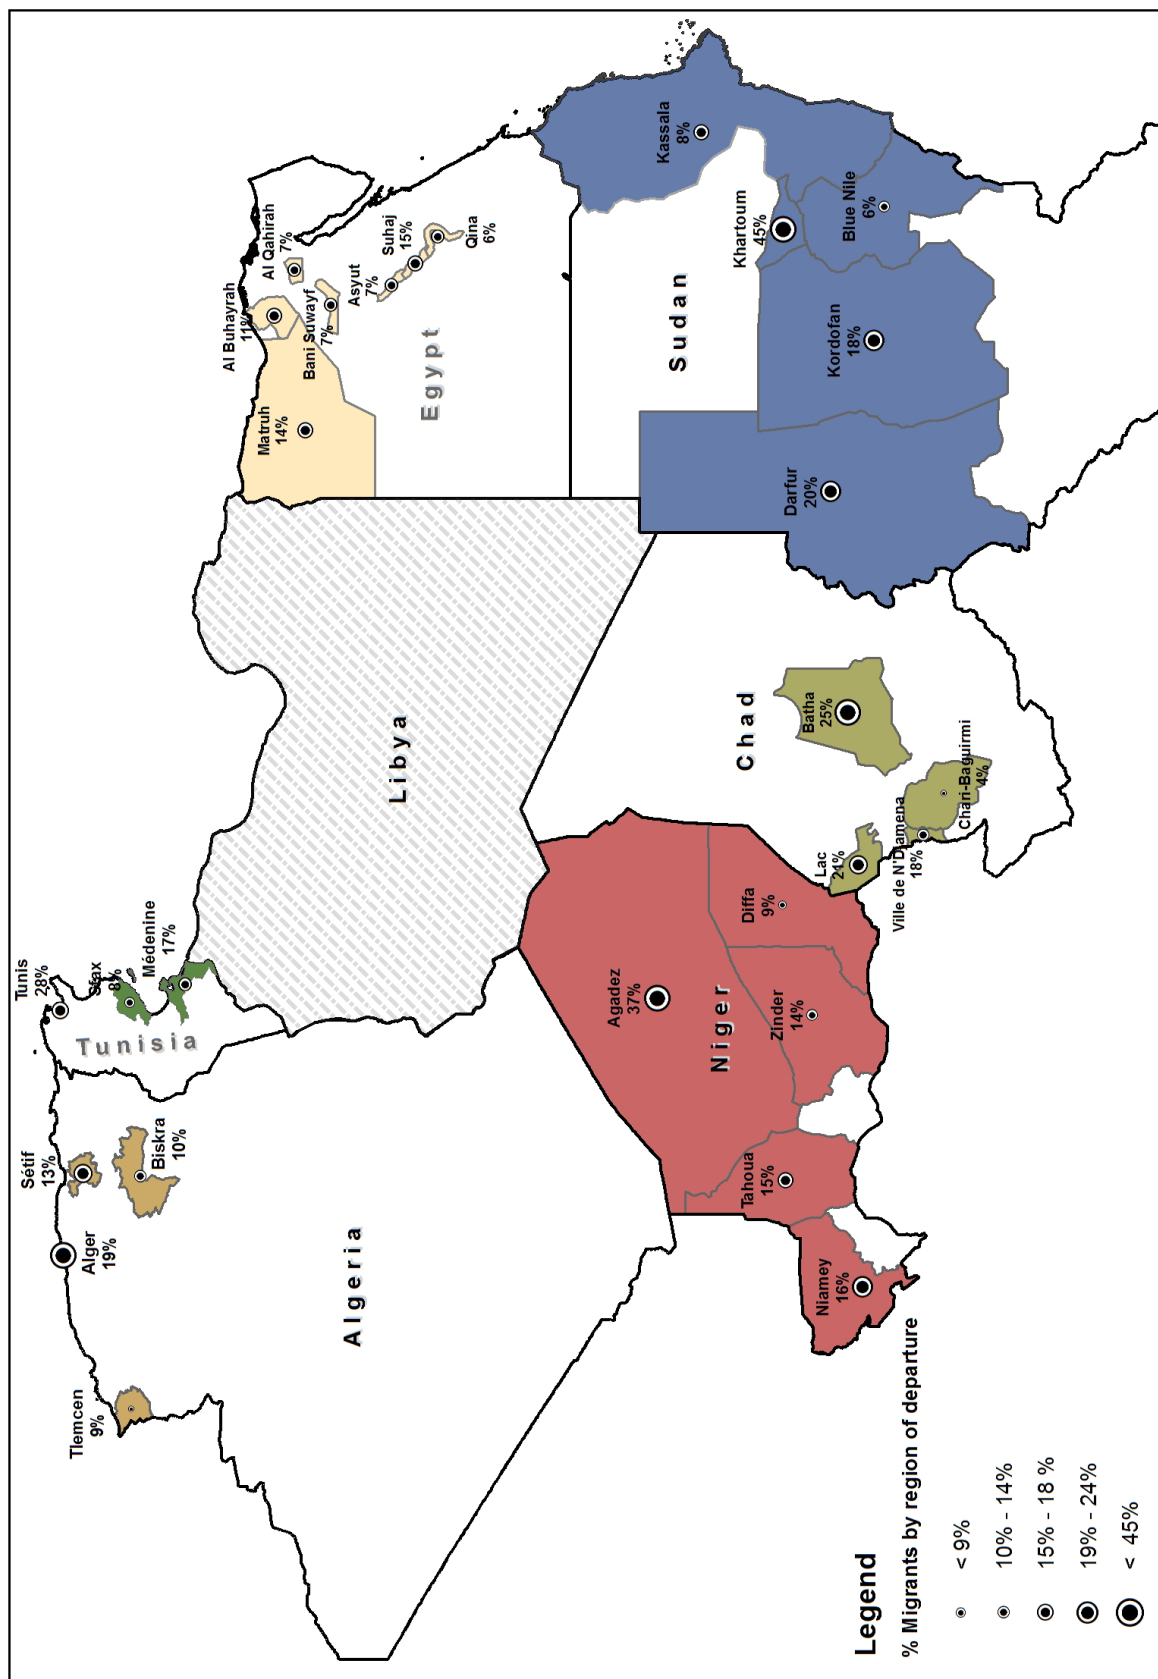 Tunis
28%
Sfax
8%
Médenine
17%
Tunisia
Sétif
13%
Biskra
10%
Alger
19%
Tlemcen
9%
Algeria
Libya
Al Buhayrah
11%
Al Qahirah
7%
Matruh
14%
Bani Suwayf
7%
Asyut
7%
Suhaj
15%
Qina
6%
Egypt
Agadez
37%
Niger
Diffa
9%
Zinder
14%
Tahoua
15%
Niamey
16%
Chad
Batha
25%
Lac
21%
Ville de N'Djamena
18%
Chari-Baguirmi
4%
Sudan
Kassala
8%
Khartoum
45%
Blue Nile
6%
Kordofan
18%
Darfur
20%
Legend
% Migrants by region of departure
< 9%
10% - 14%
15% - 18 %
19% - 24%
< 45%